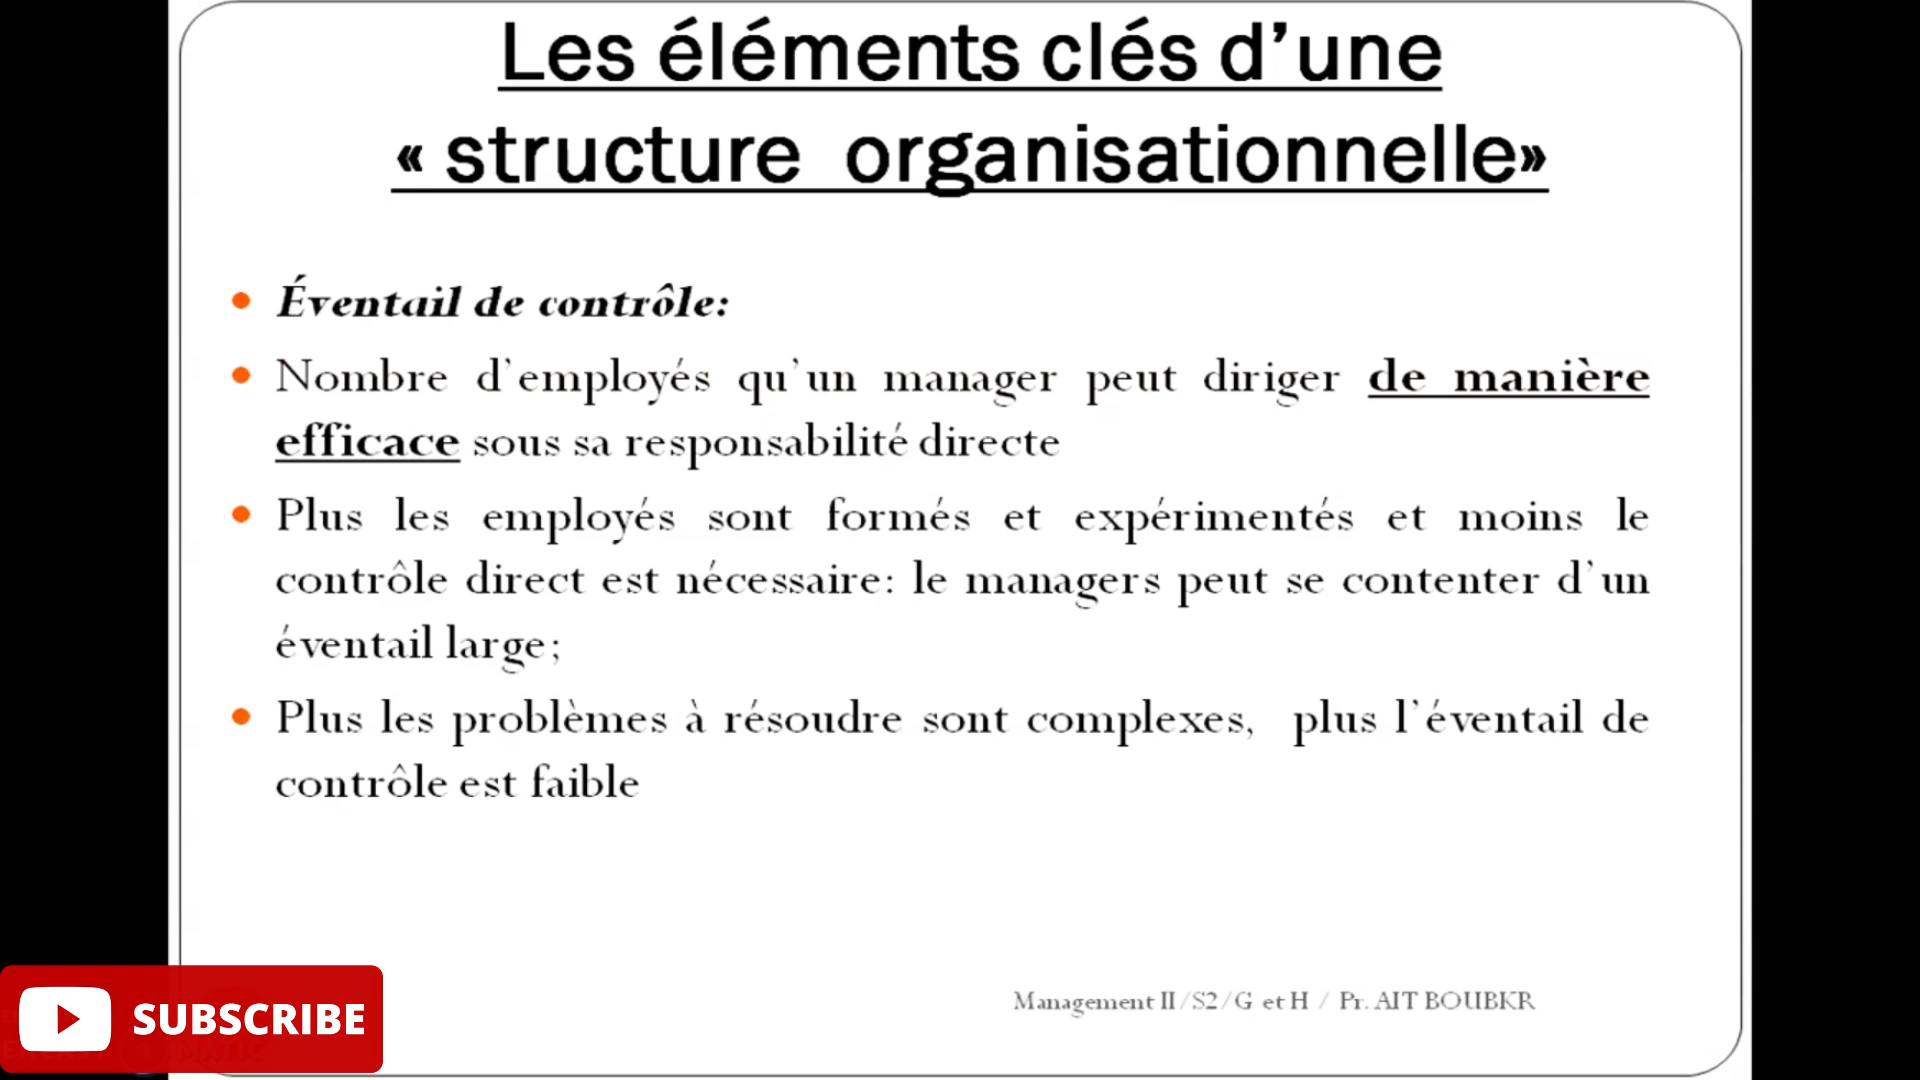 Les éléments clés d’une
« structure organisationnelle»
Éventail de contrôle:
Nombre d’employés qu’un manager peut diriger de manière
efficace sous sa responsabilité directe
Plus les employés sont formés et expérimentés et moins le
contrôle direct est nécessaire: le managers peut se contenter d’un
éventail large;
Plus les problèmes à résoudre sont complexes, plus l’éventail de
contrôle est faible
Management II/S2/G et H / Pr. AIT BOUBKR
SUBSCRIBE